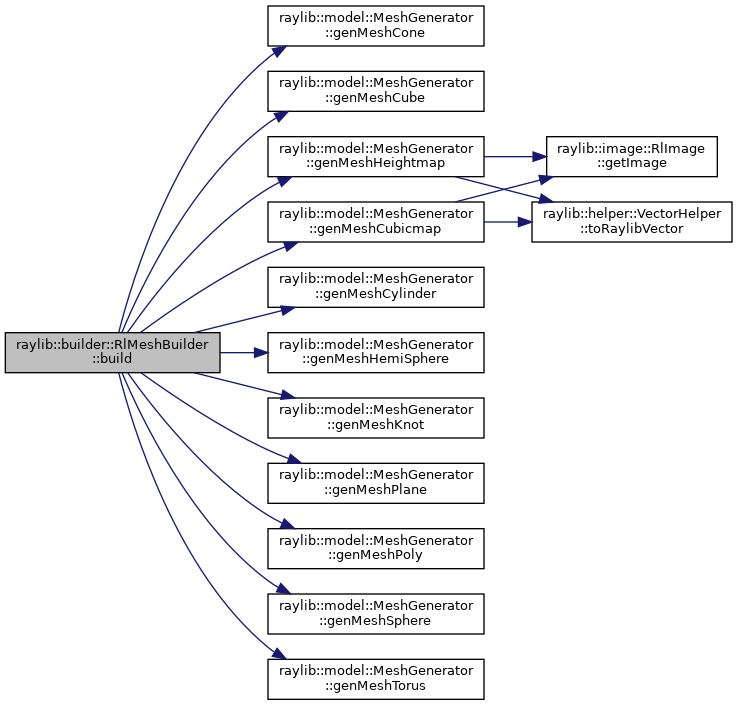 raylib::builder::RlMeshBuilder
::build
raylib::model::MeshGenerator
::genMeshCone
raylib::model::MeshGenerator
::genMeshCube
raylib::model::MeshGenerator
::genMeshHeightmap
raylib::model::MeshGenerator
::genMeshCubicmap
raylib::model::MeshGenerator
::genMeshCylinder
raylib::model::MeshGenerator
::genMeshHemiSphere
raylib::model::MeshGenerator
::genMeshKnot
raylib::model::MeshGenerator
::genMeshPlane
raylib::model::MeshGenerator
::genMeshPoly
raylib::model::MeshGenerator
::genMeshSphere
raylib::model::MeshGenerator
::genMeshTorus
raylib::image::RlImage
::getImage
raylib::helper::VectorHelper
::toRaylibVector